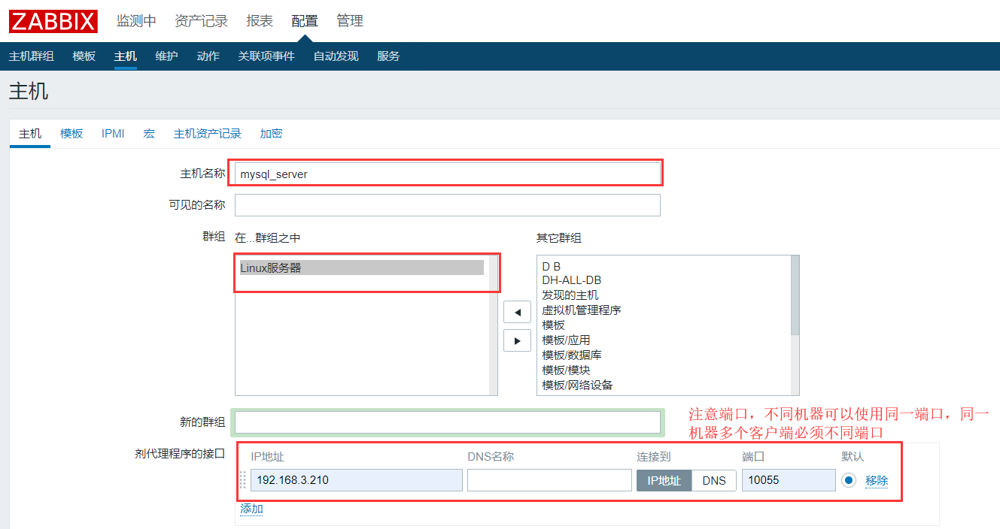 ZABBIX 监测中 资产记录 报表 配置 管理
主机群组 模板 主机 维护 动作 关联项事件 自动发现 服务
主机
主机 模板 IPMI 宏 主机资产记录 加密
主机名称 mysql_server
可见的名称
群组 在...群组之中 其它群组
Linux服务器
D B
DH-ALL-DB
发现的主机
虚拟机管理程序
模板
模板/应用
模板/数据库
模板/模块
模板/网络设备
新的群组
注意端口，不同机器可以使用同一端口，同一
机器多个客户端必须不同端口
剂代理程序的接口 IP地址 DNS名称 连接到 端口 默认
192.168.3.210 IP地址 DNS 10055 移除
添加